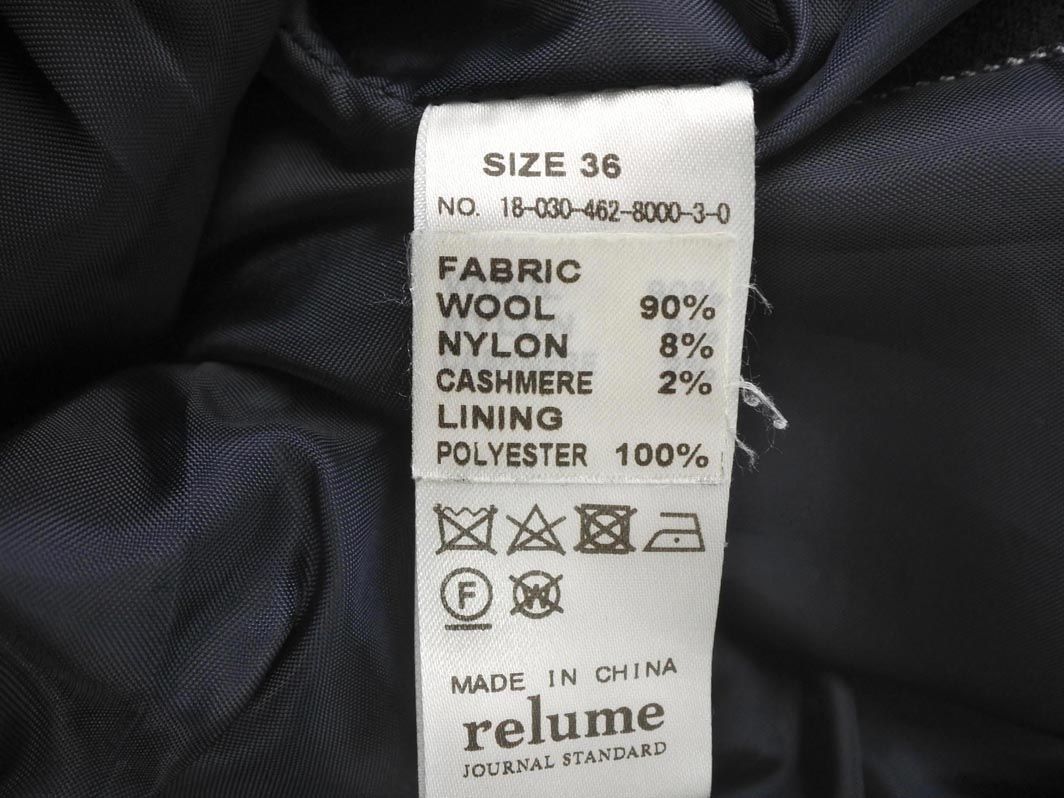 SIZE 36
NO. 18-030-462-8000-3-0
FABRIC
WOOL 90%
NYLON 8%
CASHMERE 2%
LINING
POLYESTER 100%
F W
MADE IN CHINA
relume
JOURNAL STANDARD